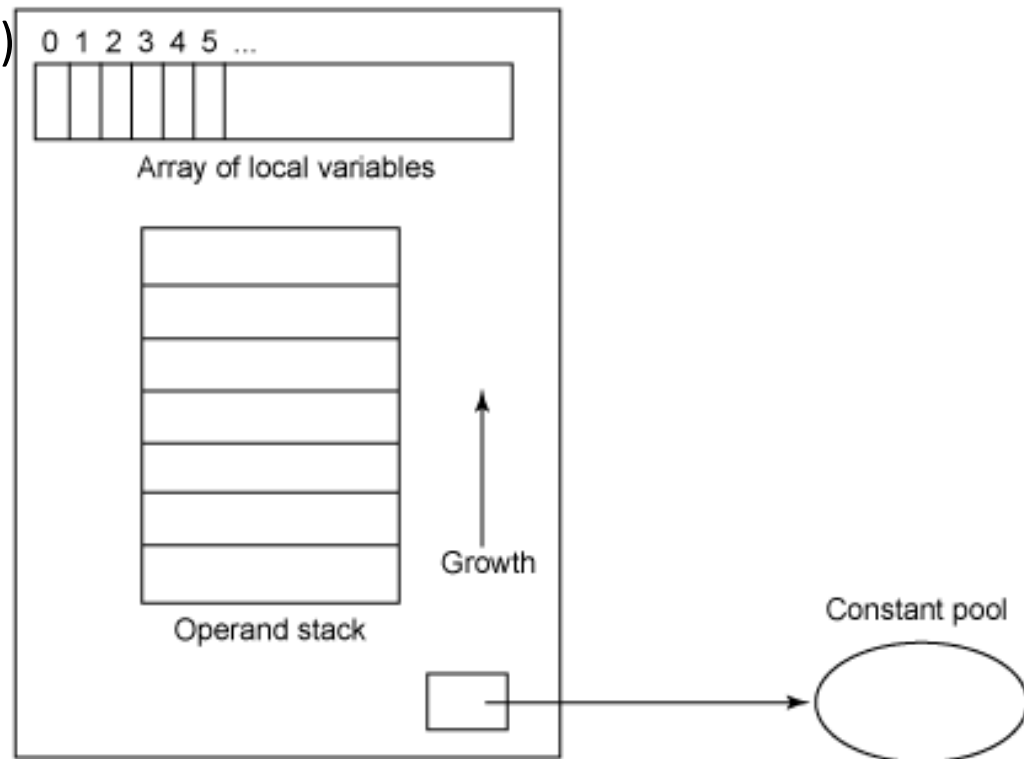 )
0 1 2 3 4 5 ...
Array of local variables
Growth
Constant pool
Operand stack